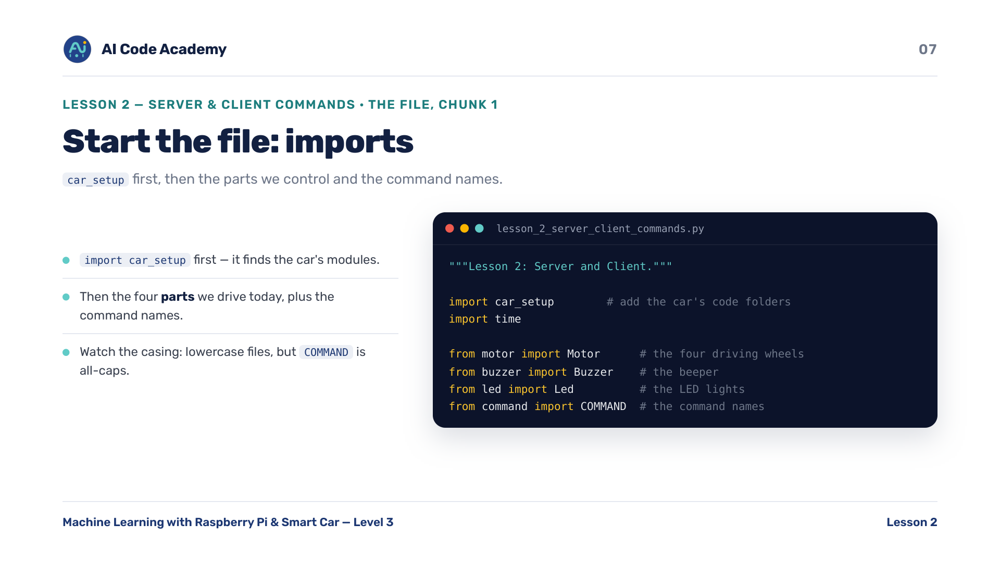 AI Code Academy
07
LESSON 2 — SERVER & CLIENT COMMANDS • THE FILE, CHUNK 1
Start the file: imports
car_setup first, then the parts we control and the command names.
import car_setup first — it finds the car's modules.
Then the four parts we drive today, plus the
command names.
Watch the casing: lowercase files, but COMMAND is
all-caps.
lesson_2_server_client_commands.py
"""Lesson 2: Server and Client."""
import car_setup        # add the car's code folders
import time
from motor import Motor      # the four driving wheels
from buzzer import Buzzer    # the beeper
from led import Led          # the LED lights
from command import COMMAND  # the command names
Machine Learning with Raspberry Pi & Smart Car — Level 3
Lesson 2